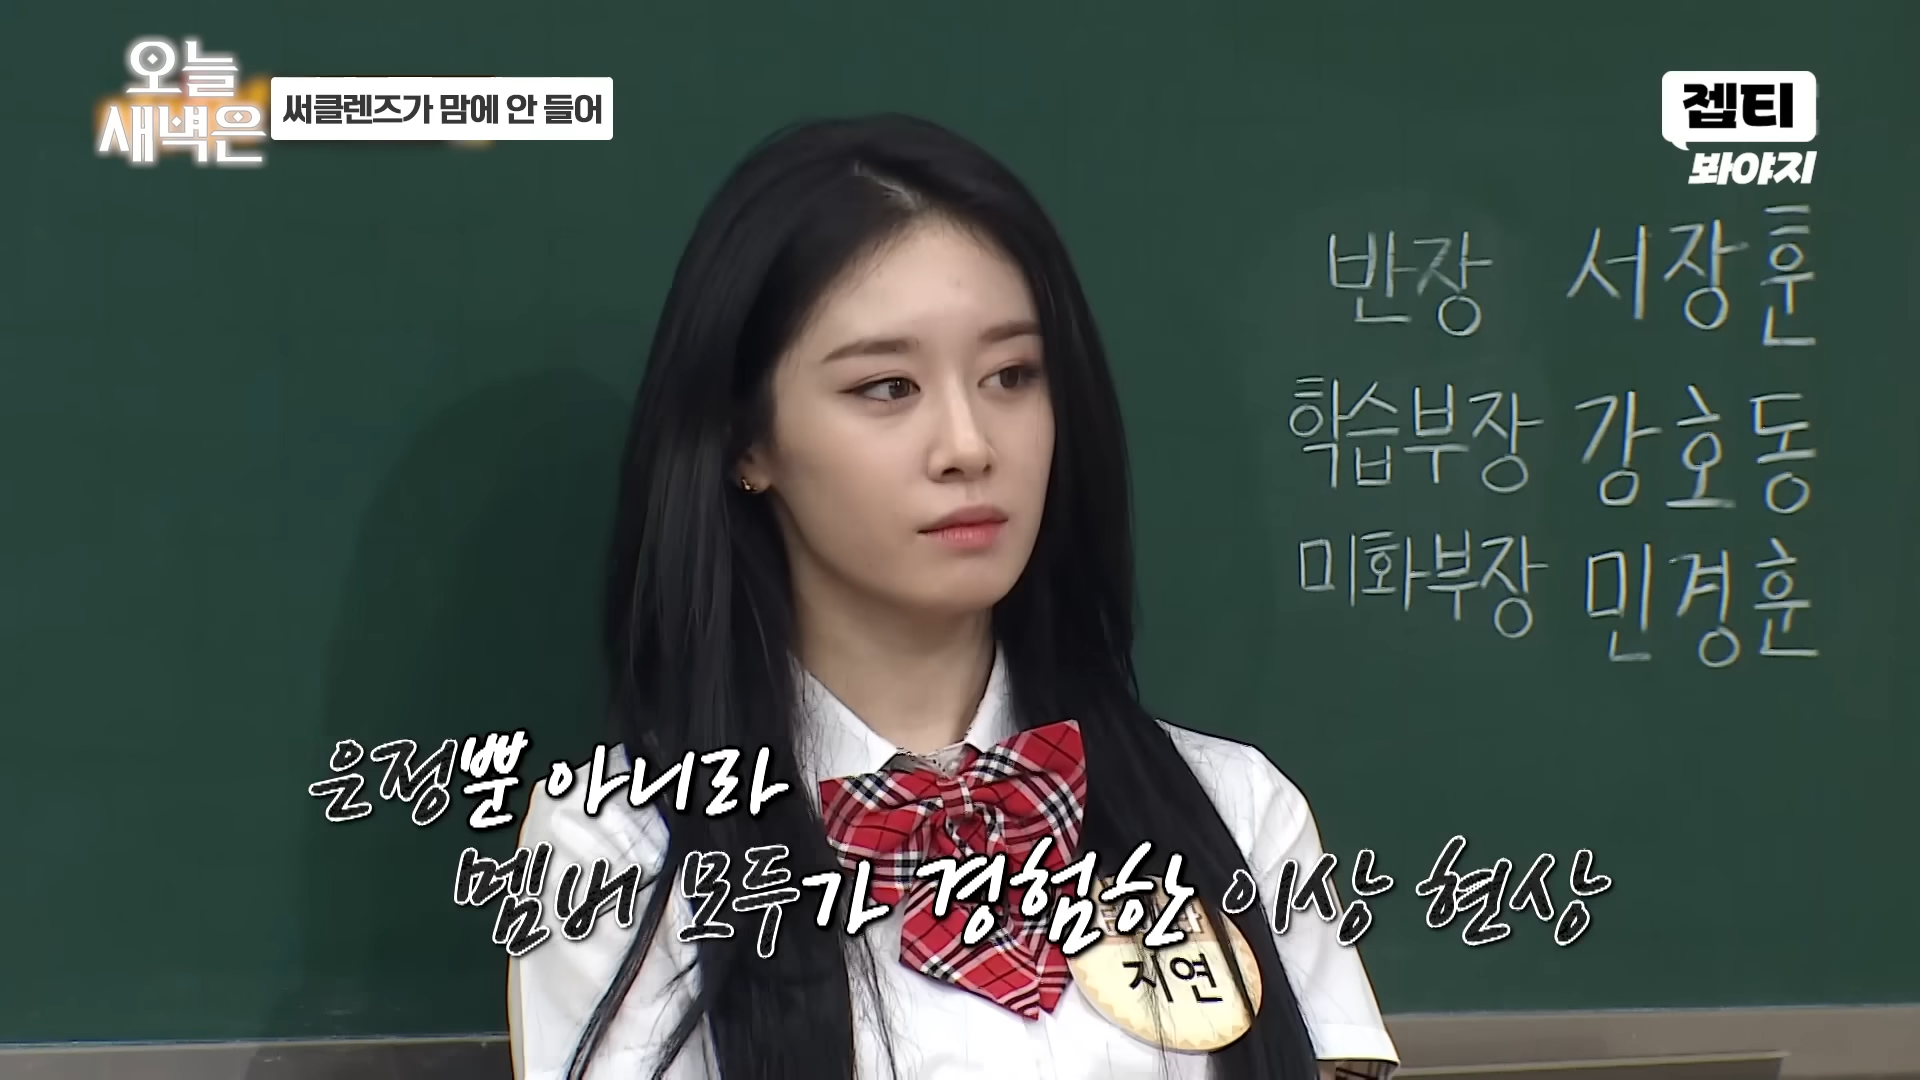 오늘
새벽은
써클렌즈가 맘에 안 들어
젭티
봐야지
반장 서장훈
학습부장 강호동
미화부장 민경훈
은정뿐 아니라
멤버 모두가 경험한 이상 현상
지연